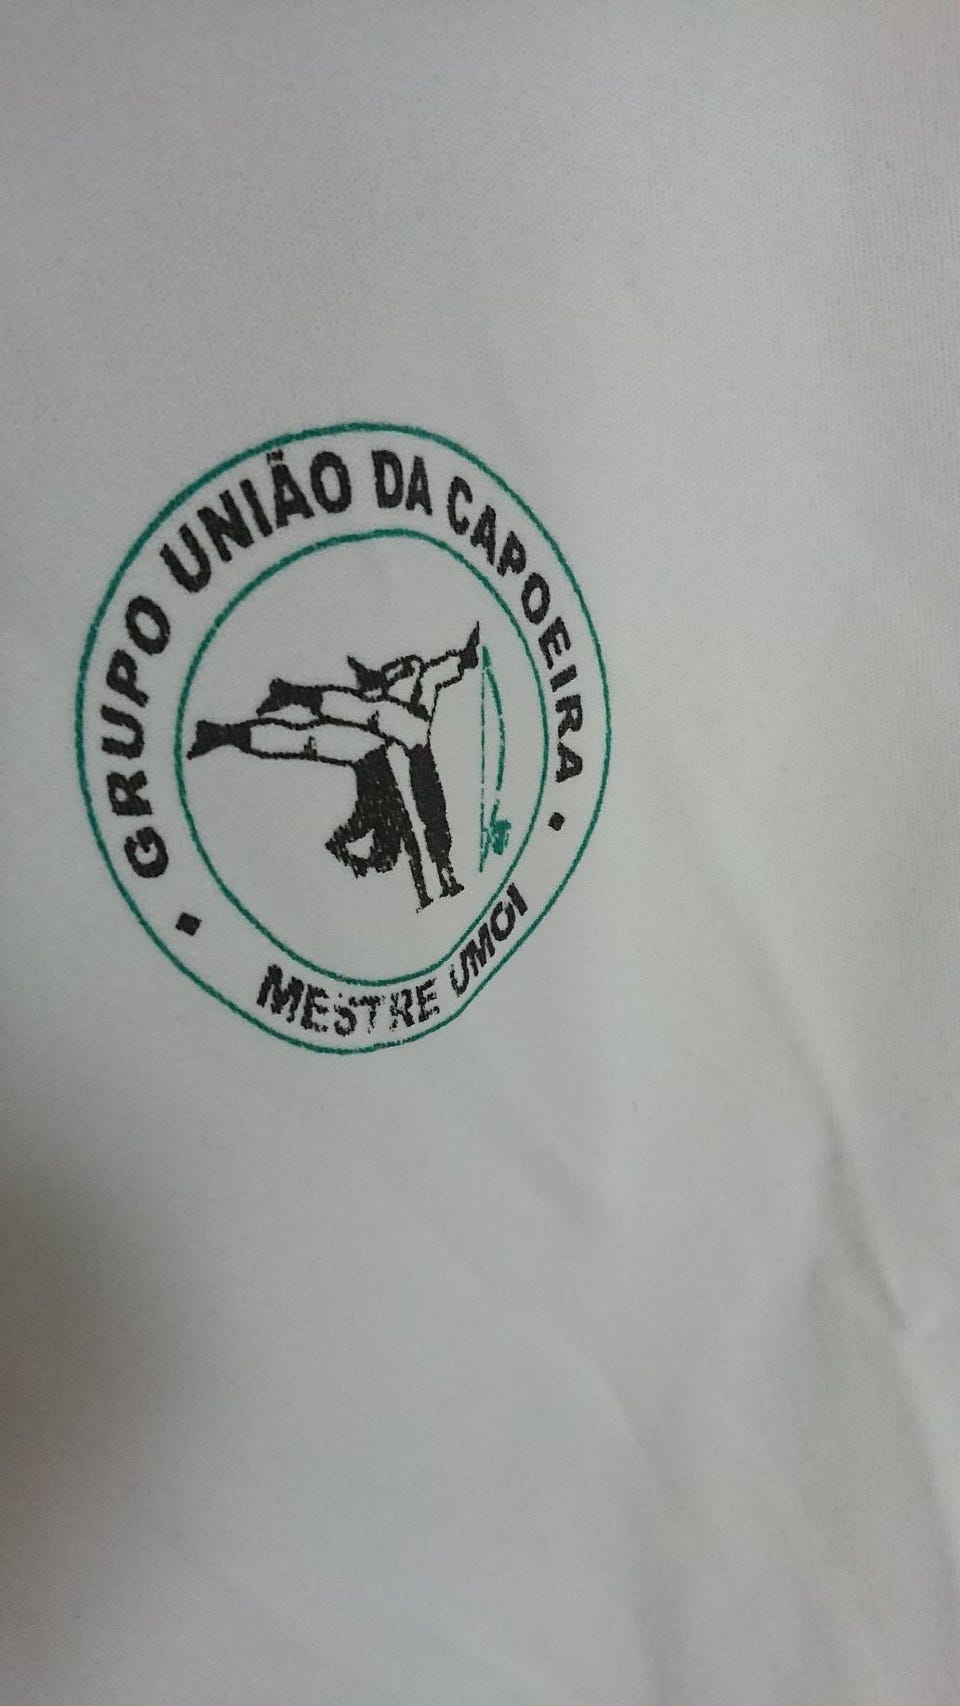 • GRUPO UNIÃO DA CAPOEIRA •
MESTRE UMOI